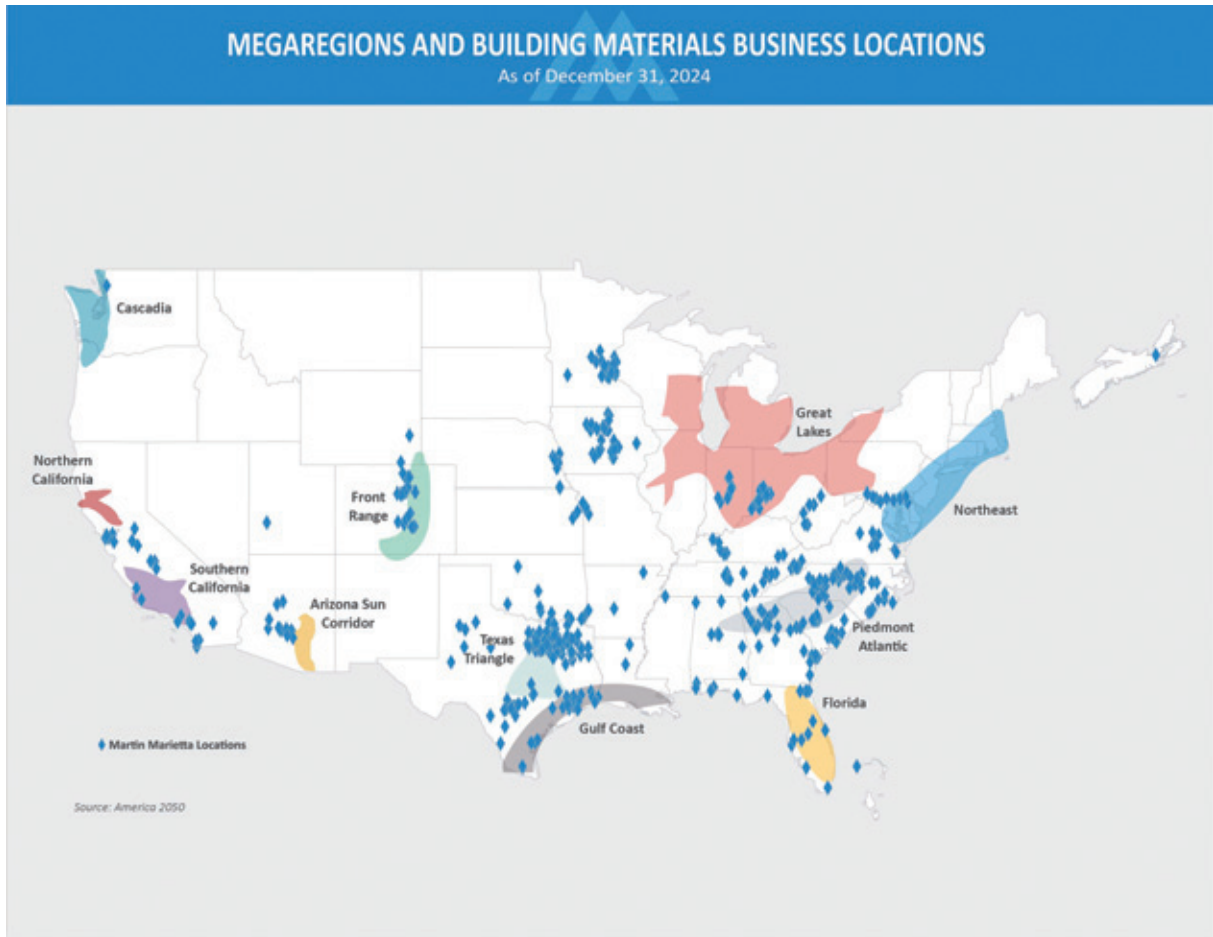 MEGAREGIONS AND BUILDING MATERIALS BUSINESS LOCATIONS
As of December 31, 2024
Cascadia
Great
Lakes
Northern
California
Front
Range
Northeast
Southern
California
Arizona Sun
Corridor
Texas
Triangle
Piedmont
Atlantic
Florida
Gulf Coast
Martin Marietta Locations
Source: America 2050